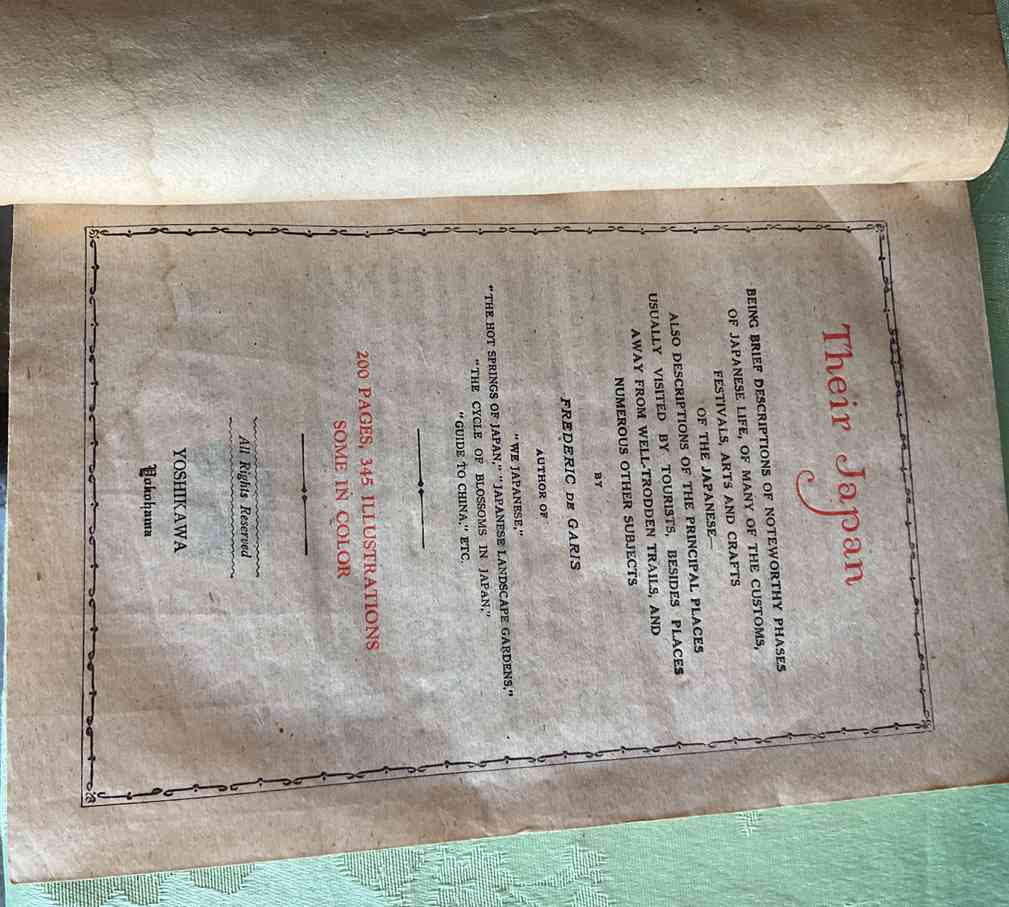 Their Japan
BEING BRIEF DESCRIPTIONS OF NOTEWORTHY PHASES
OF JAPANESE LIFE, OF MANY OF THE CUSTOMS,
FESTIVALS, ARTS AND CRAFTS
OF THE JAPANESE—
ALSO DESCRIPTIONS OF THE PRINCIPAL PLACES
USUALLY VISITED BY TOURISTS, BESIDES PLACES
AWAY FROM WELL-TRODDEN TRAILS, AND
NUMEROUS OTHER SUBJECTS
BY
FREDERIC DE GARIS
AUTHOR OF
"WE JAPANESE,"
"THE HOT SPRINGS OF JAPAN," "JAPANESE LANDSCAPE GARDENS,"
"THE CYCLE OF BLOSSOMS IN JAPAN,"
"GUIDE TO CHINA," ETC.
200 PAGES, 345 ILLUSTRATIONS
SOME IN COLOR
All Rights Reserved
YOSHIKAWA
Yokohama